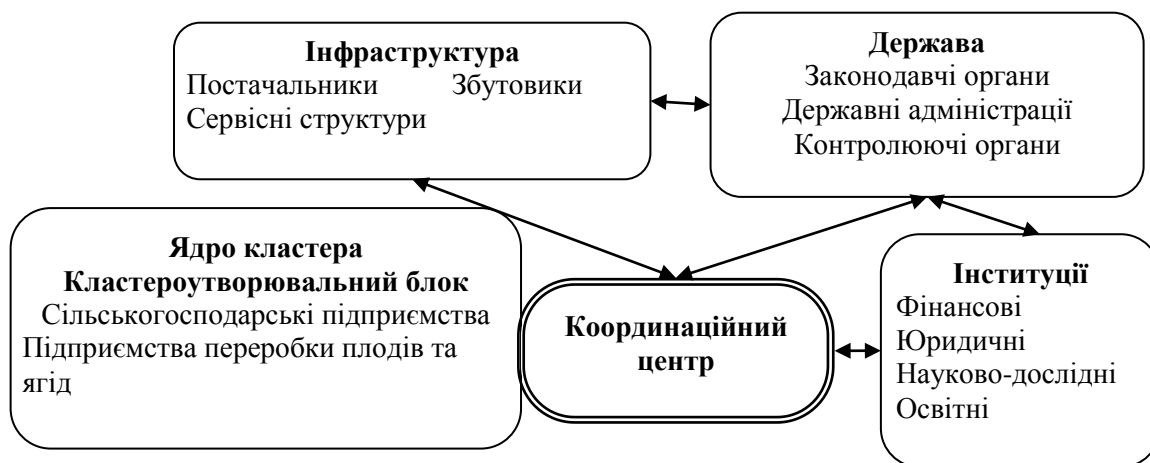 Інфраструктура
Постачальники Збутовики
Сервісні структури
Держава
Законодавчі органи
Державні адміністрації
Контролюючі органи
Ядро кластера
Кластероутворювальний блок
Сільськогосподарські підприємства
Підприємства переробки плодів та
ягід
Координаційний
центр
Інституції
Фінансові
Юридичні
Науково-дослідні
Освітні